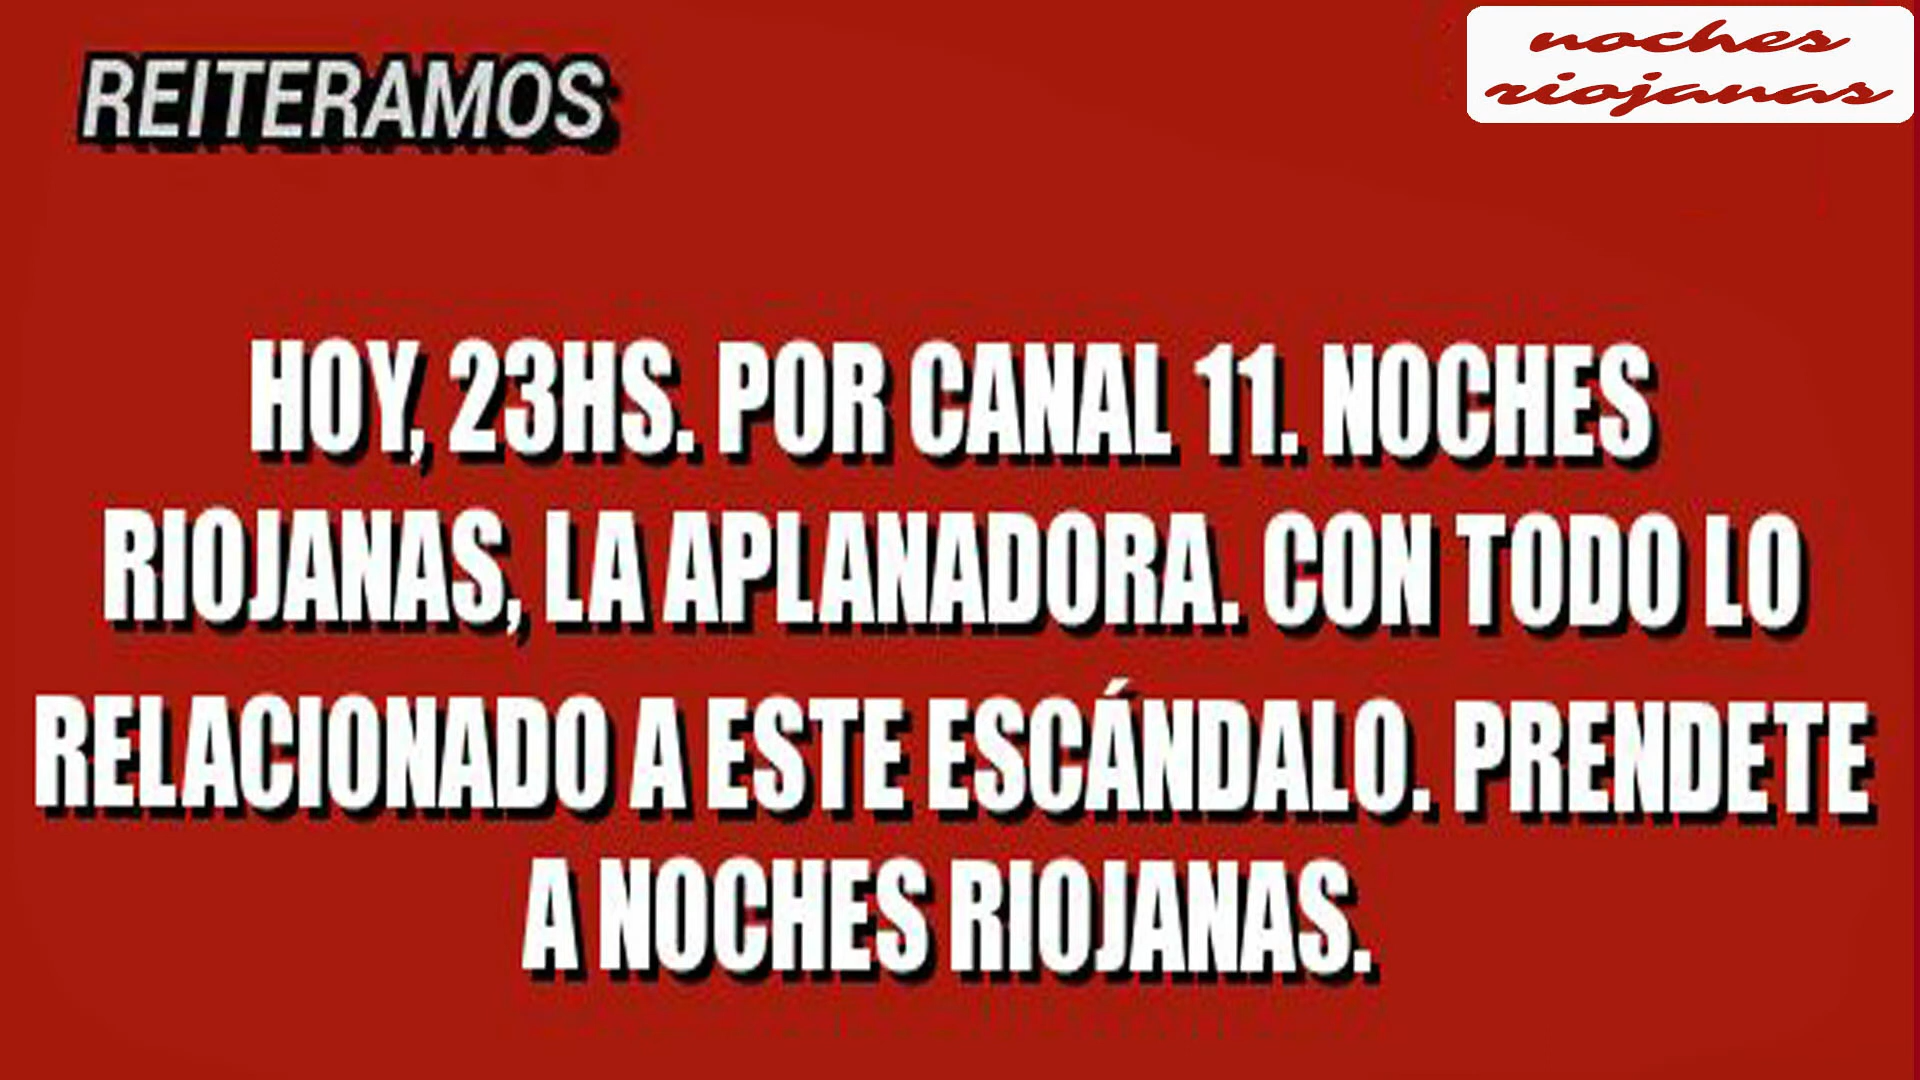 REITERAMOS
noches
riojanas
HOY, 23HS. POR CANAL 11. NOCHES
RIOJANAS, LA APLANADORA. CON TODO LO
RELACIONADO A ESTE ESCÁNDALO. PRENDETE
A NOCHES RIOJANAS.